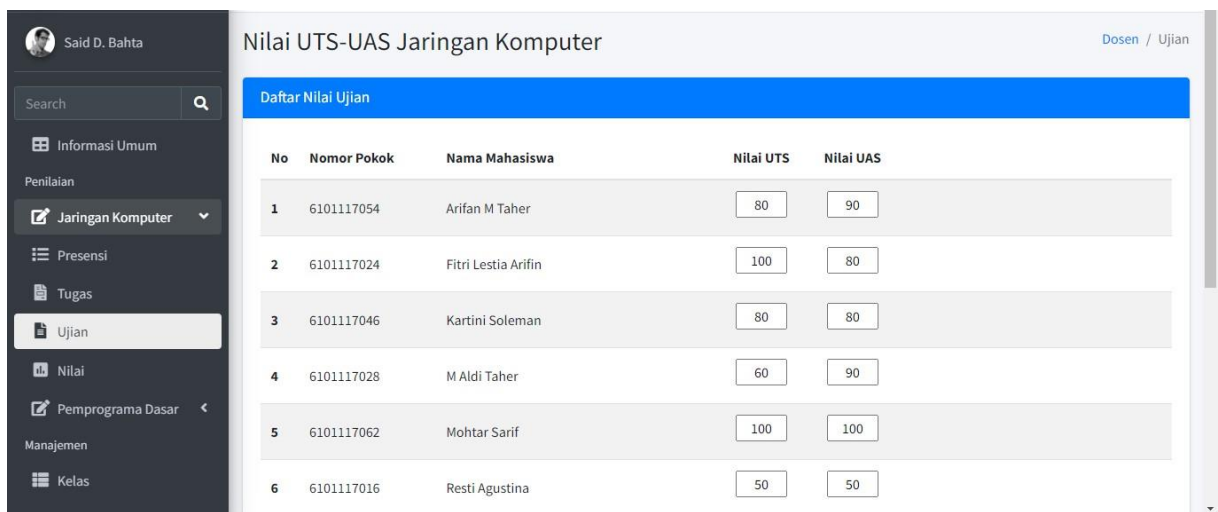 Said D. Bahta
Search
Informasi Umum
Penilaian
Jaringan Komputer
Presensi
Tugas
Ujian
Nilai
Pemprograma Dasar
Manajemen
Kelas
Nilai UTS-UAS Jaringan Komputer
Dosen / Ujian
Daftar Nilai Ujian
No Nomor Pokok Nama Mahasiswa Nilai UTS Nilai UAS
1 6101117054 Arifan M Taher 80 90
2 6101117024 Fitri Lestia Arifin 100 80
3 6101117046 Kartini Soleman 80 80
4 6101117028 M Aldi Taher 60 90
5 6101117062 Mohtar Sarif 100 100
6 6101117016 Resti Agustina 50 50